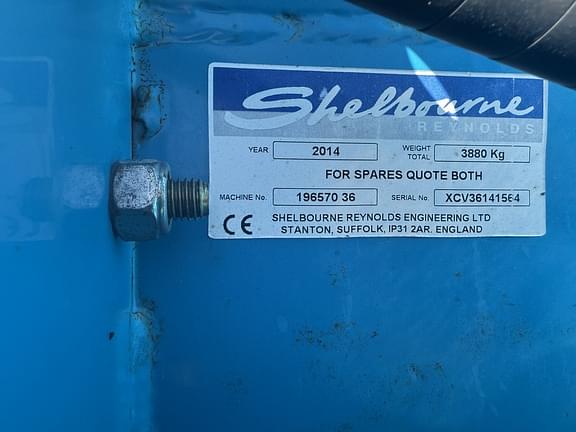 Shelbourne
REYNOLDS
YEAR 2014 WEIGHT TOTAL 3880 Kg
FOR SPARES QUOTE BOTH
MACHINE No. 196570 36 SERIAL No. XCV36141564
CE SHELBOURNE REYNOLDS ENGINEERING LTD
STANTON, SUFFOLK, IP31 2AR. ENGLAND